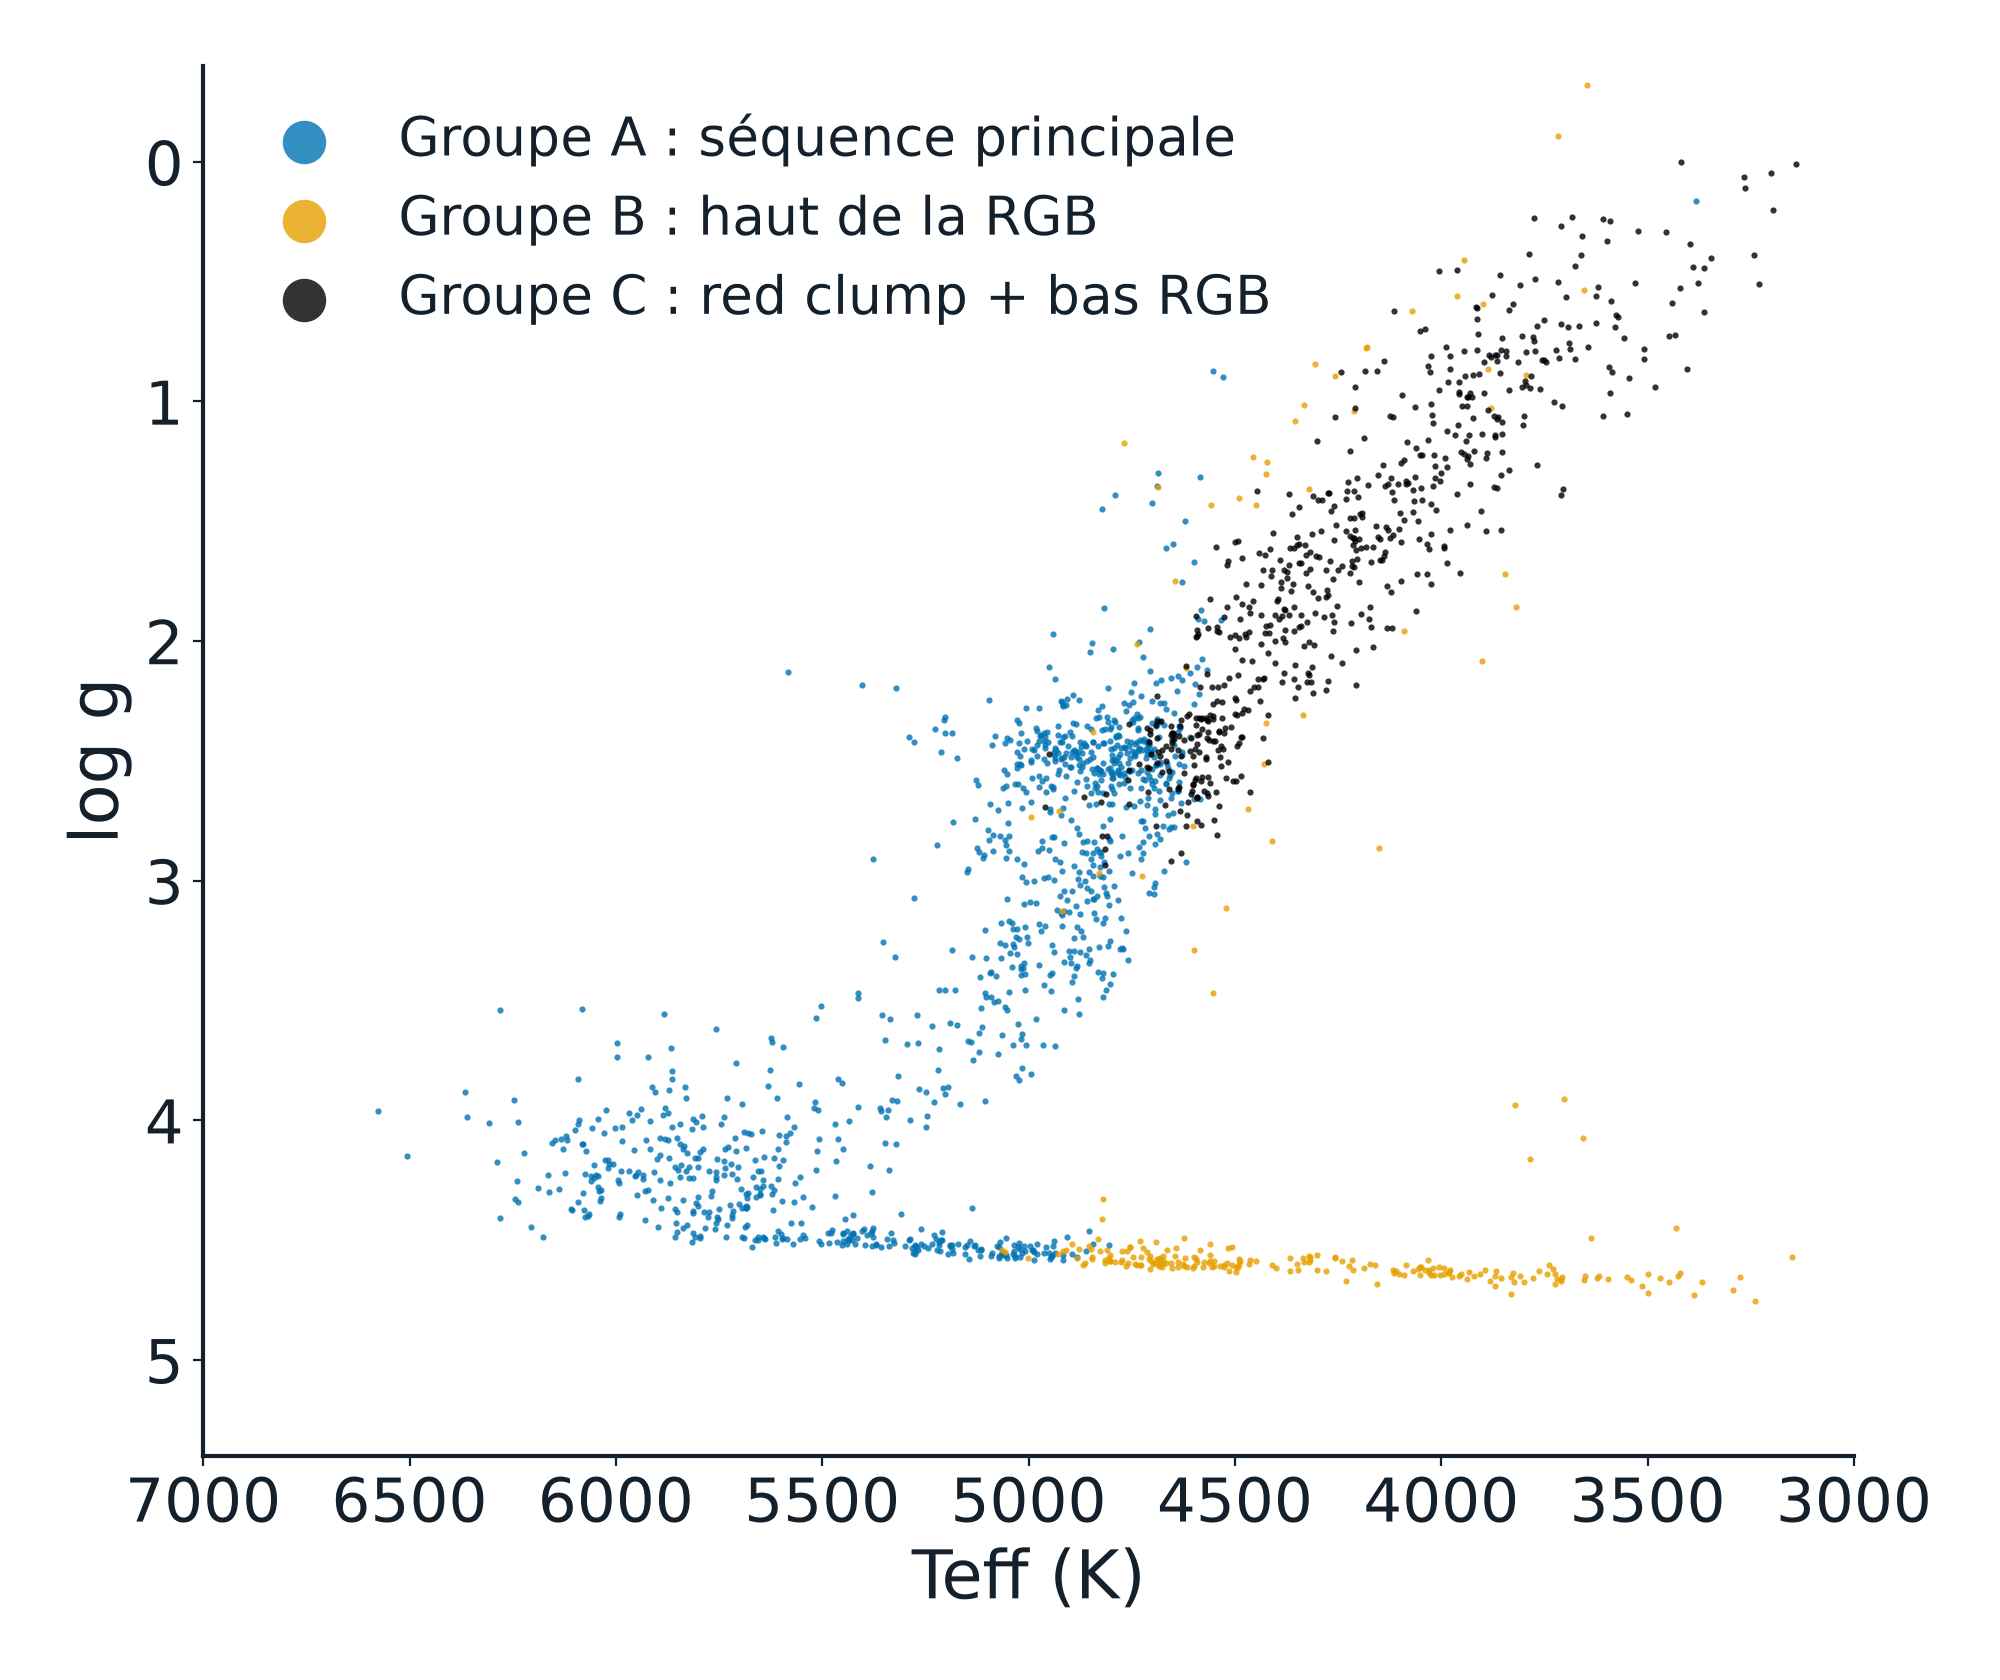 Groupe A : séquence principale
Groupe B : haut de la RGB
Groupe C : red clump + bas RGB
log g
0
1
2
3
4
5
7000 6500 6000 5500 5000 4500 4000 3500 3000
Teff (K)